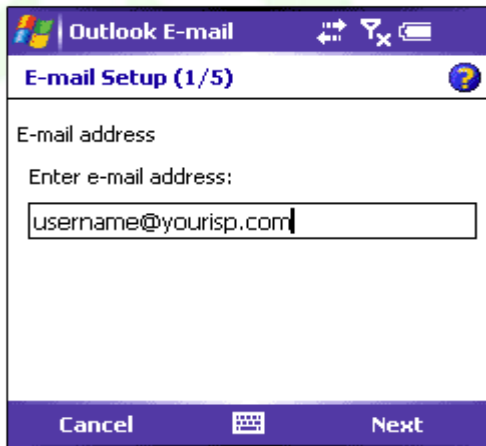 Outlook E-mail
E-mail Setup (1/5)
E-mail address
Enter e-mail address:
username@yourisp.com
Cancel Next